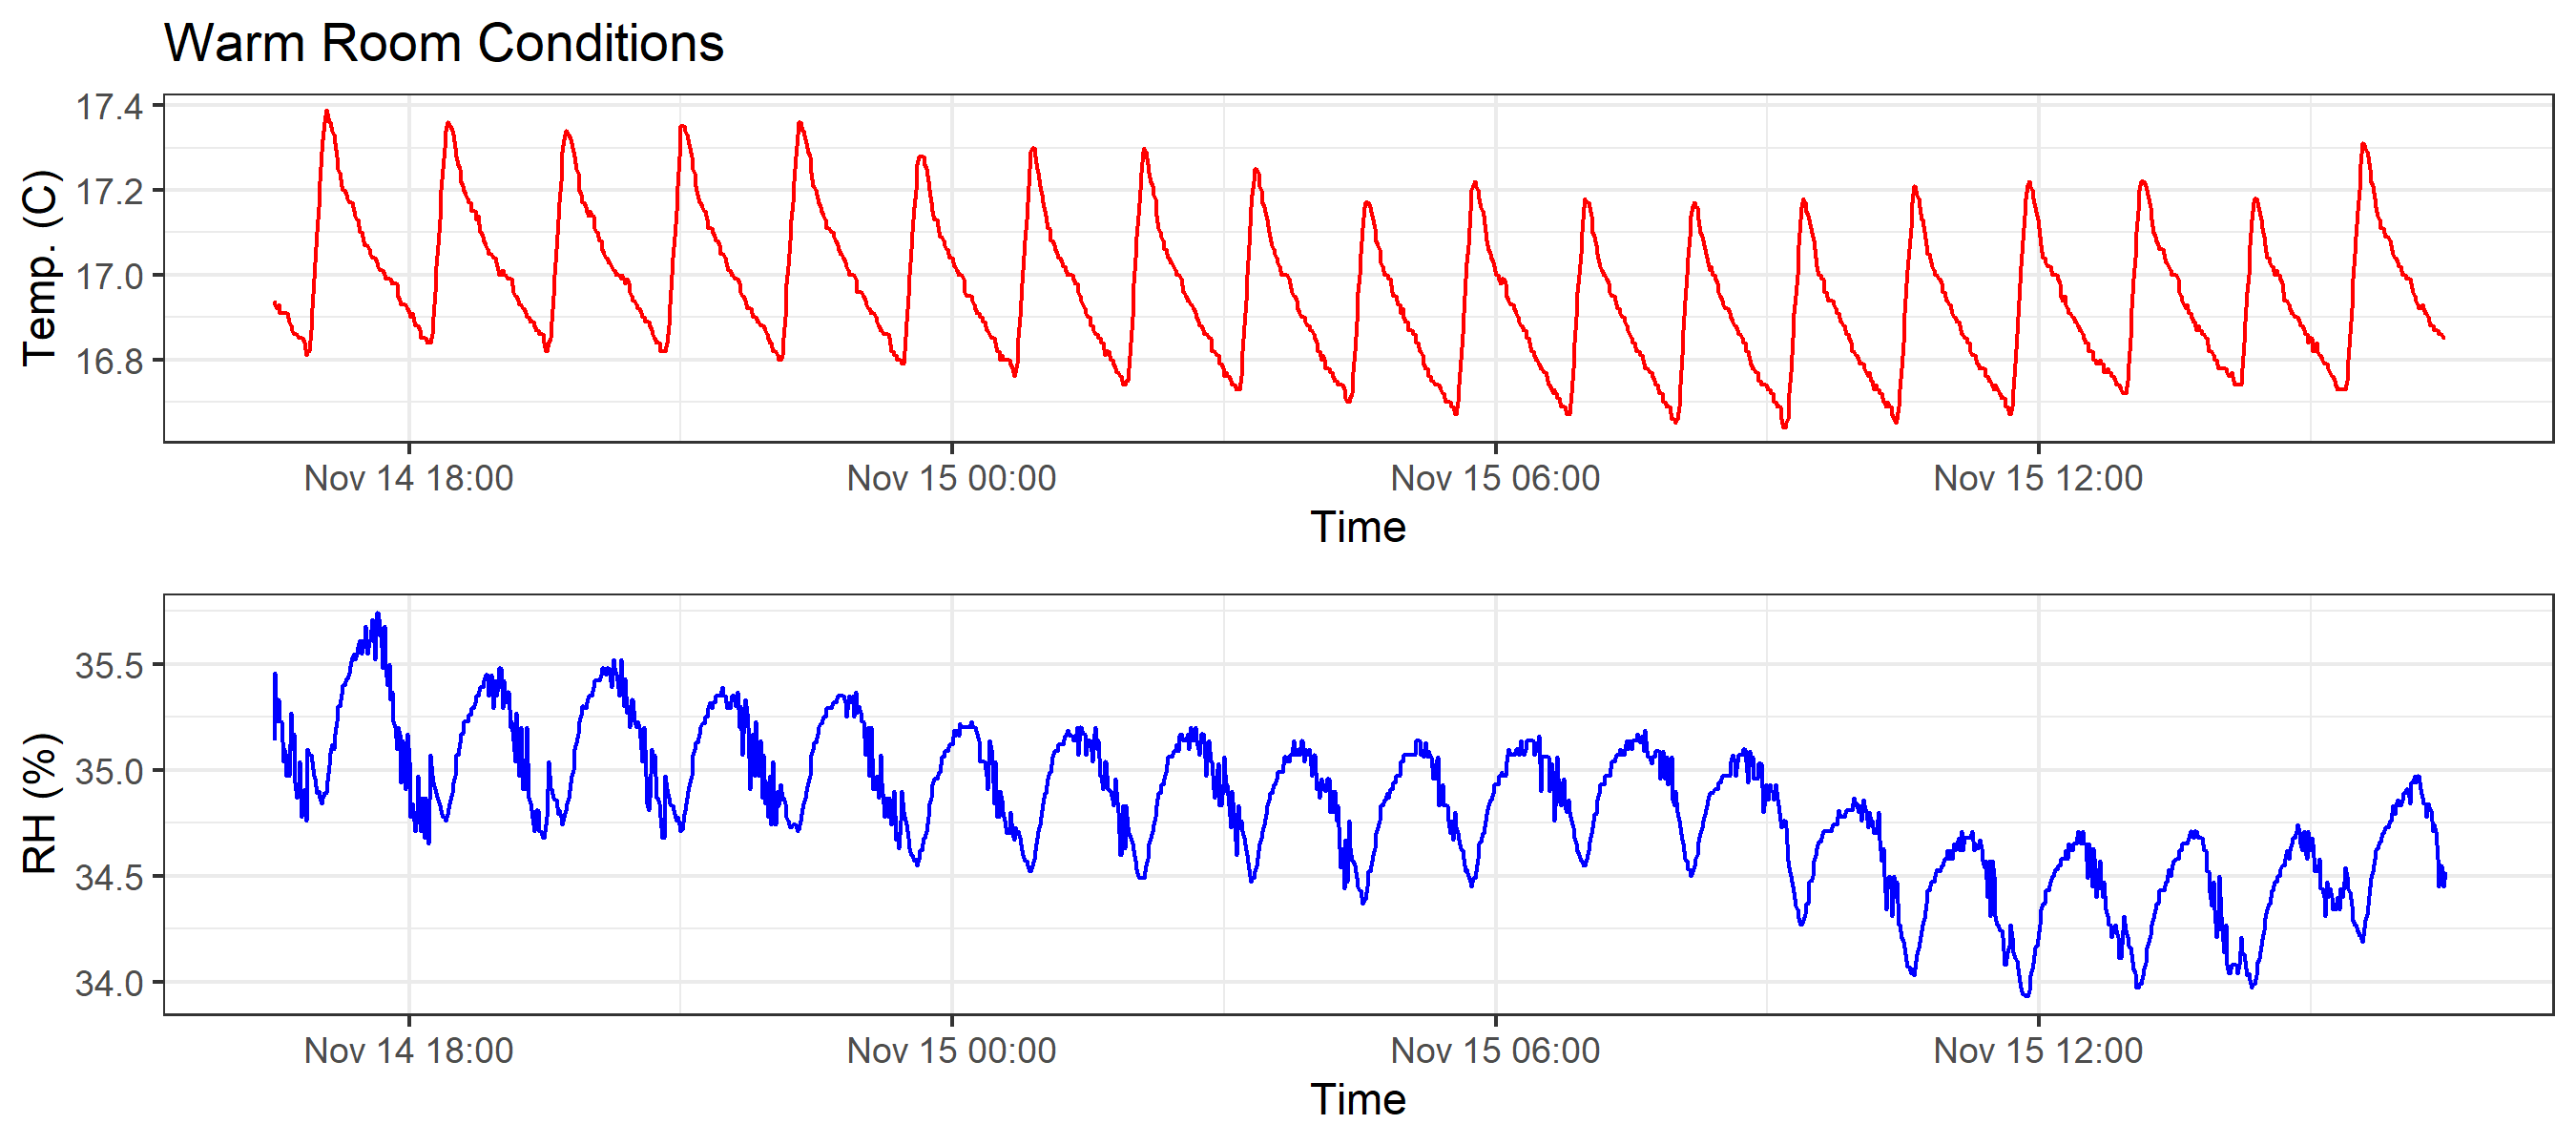 Warm Room Conditions
17.4
17.2
17.0
16.8
Temp. (C)
Nov 14 18:00 Nov 15 00:00 Nov 15 06:00 Nov 15 12:00
Time
35.5
35.0
34.5
34.0
RH (%)
Nov 14 18:00 Nov 15 00:00 Nov 15 06:00 Nov 15 12:00
Time